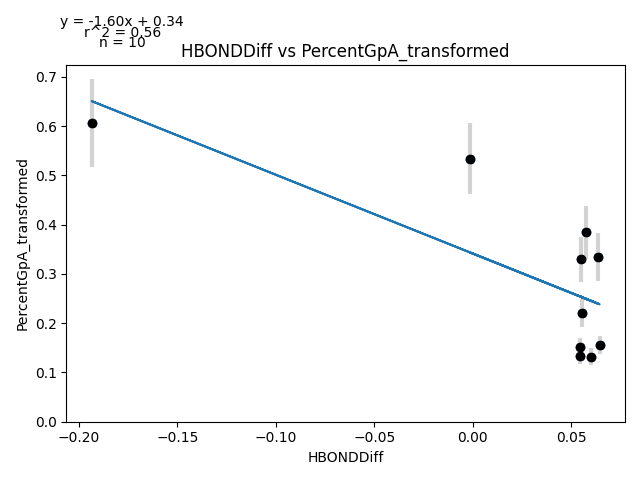 y = -1.60x + 0.34
r^2 = 0.56
n = 10
HBONDDiff vs PercentGpA_transformed
PercentGpA_transformed
0.7
0.6
0.5
0.4
0.3
0.2
0.1
0.0
−0.20
−0.15
−0.10
−0.05
0.00
0.05
HBONDDiff